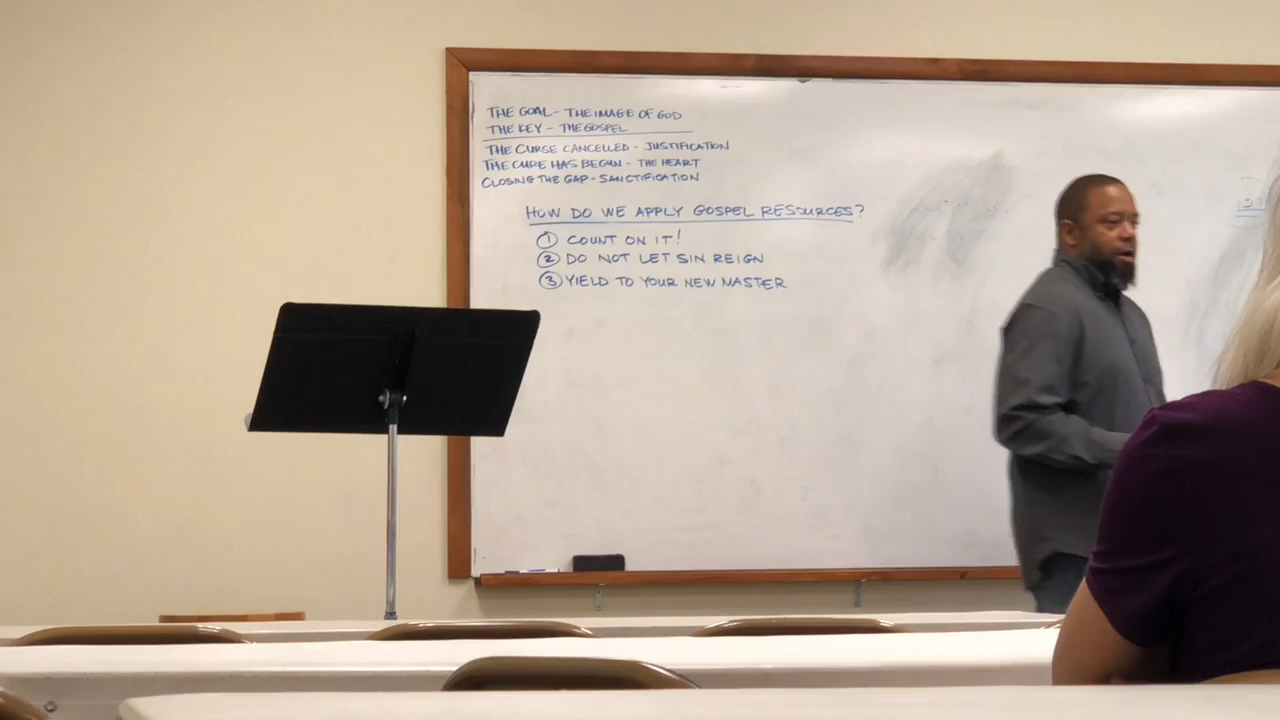 THE GOAL - THE IMAGE OF GOD
THE KEY - THE GOSPEL
THE CURSE CANCELLED - JUSTIFICATION
THE CURE HAS BEGUN - THE HEART
CLOSING THE GAP - SANCTIFICATION
HOW DO WE APPLY GOSPEL RESOURCES?
① COUNT ON IT!
② DO NOT LET SIN REIGN
③ YIELD TO YOUR NEW MASTER